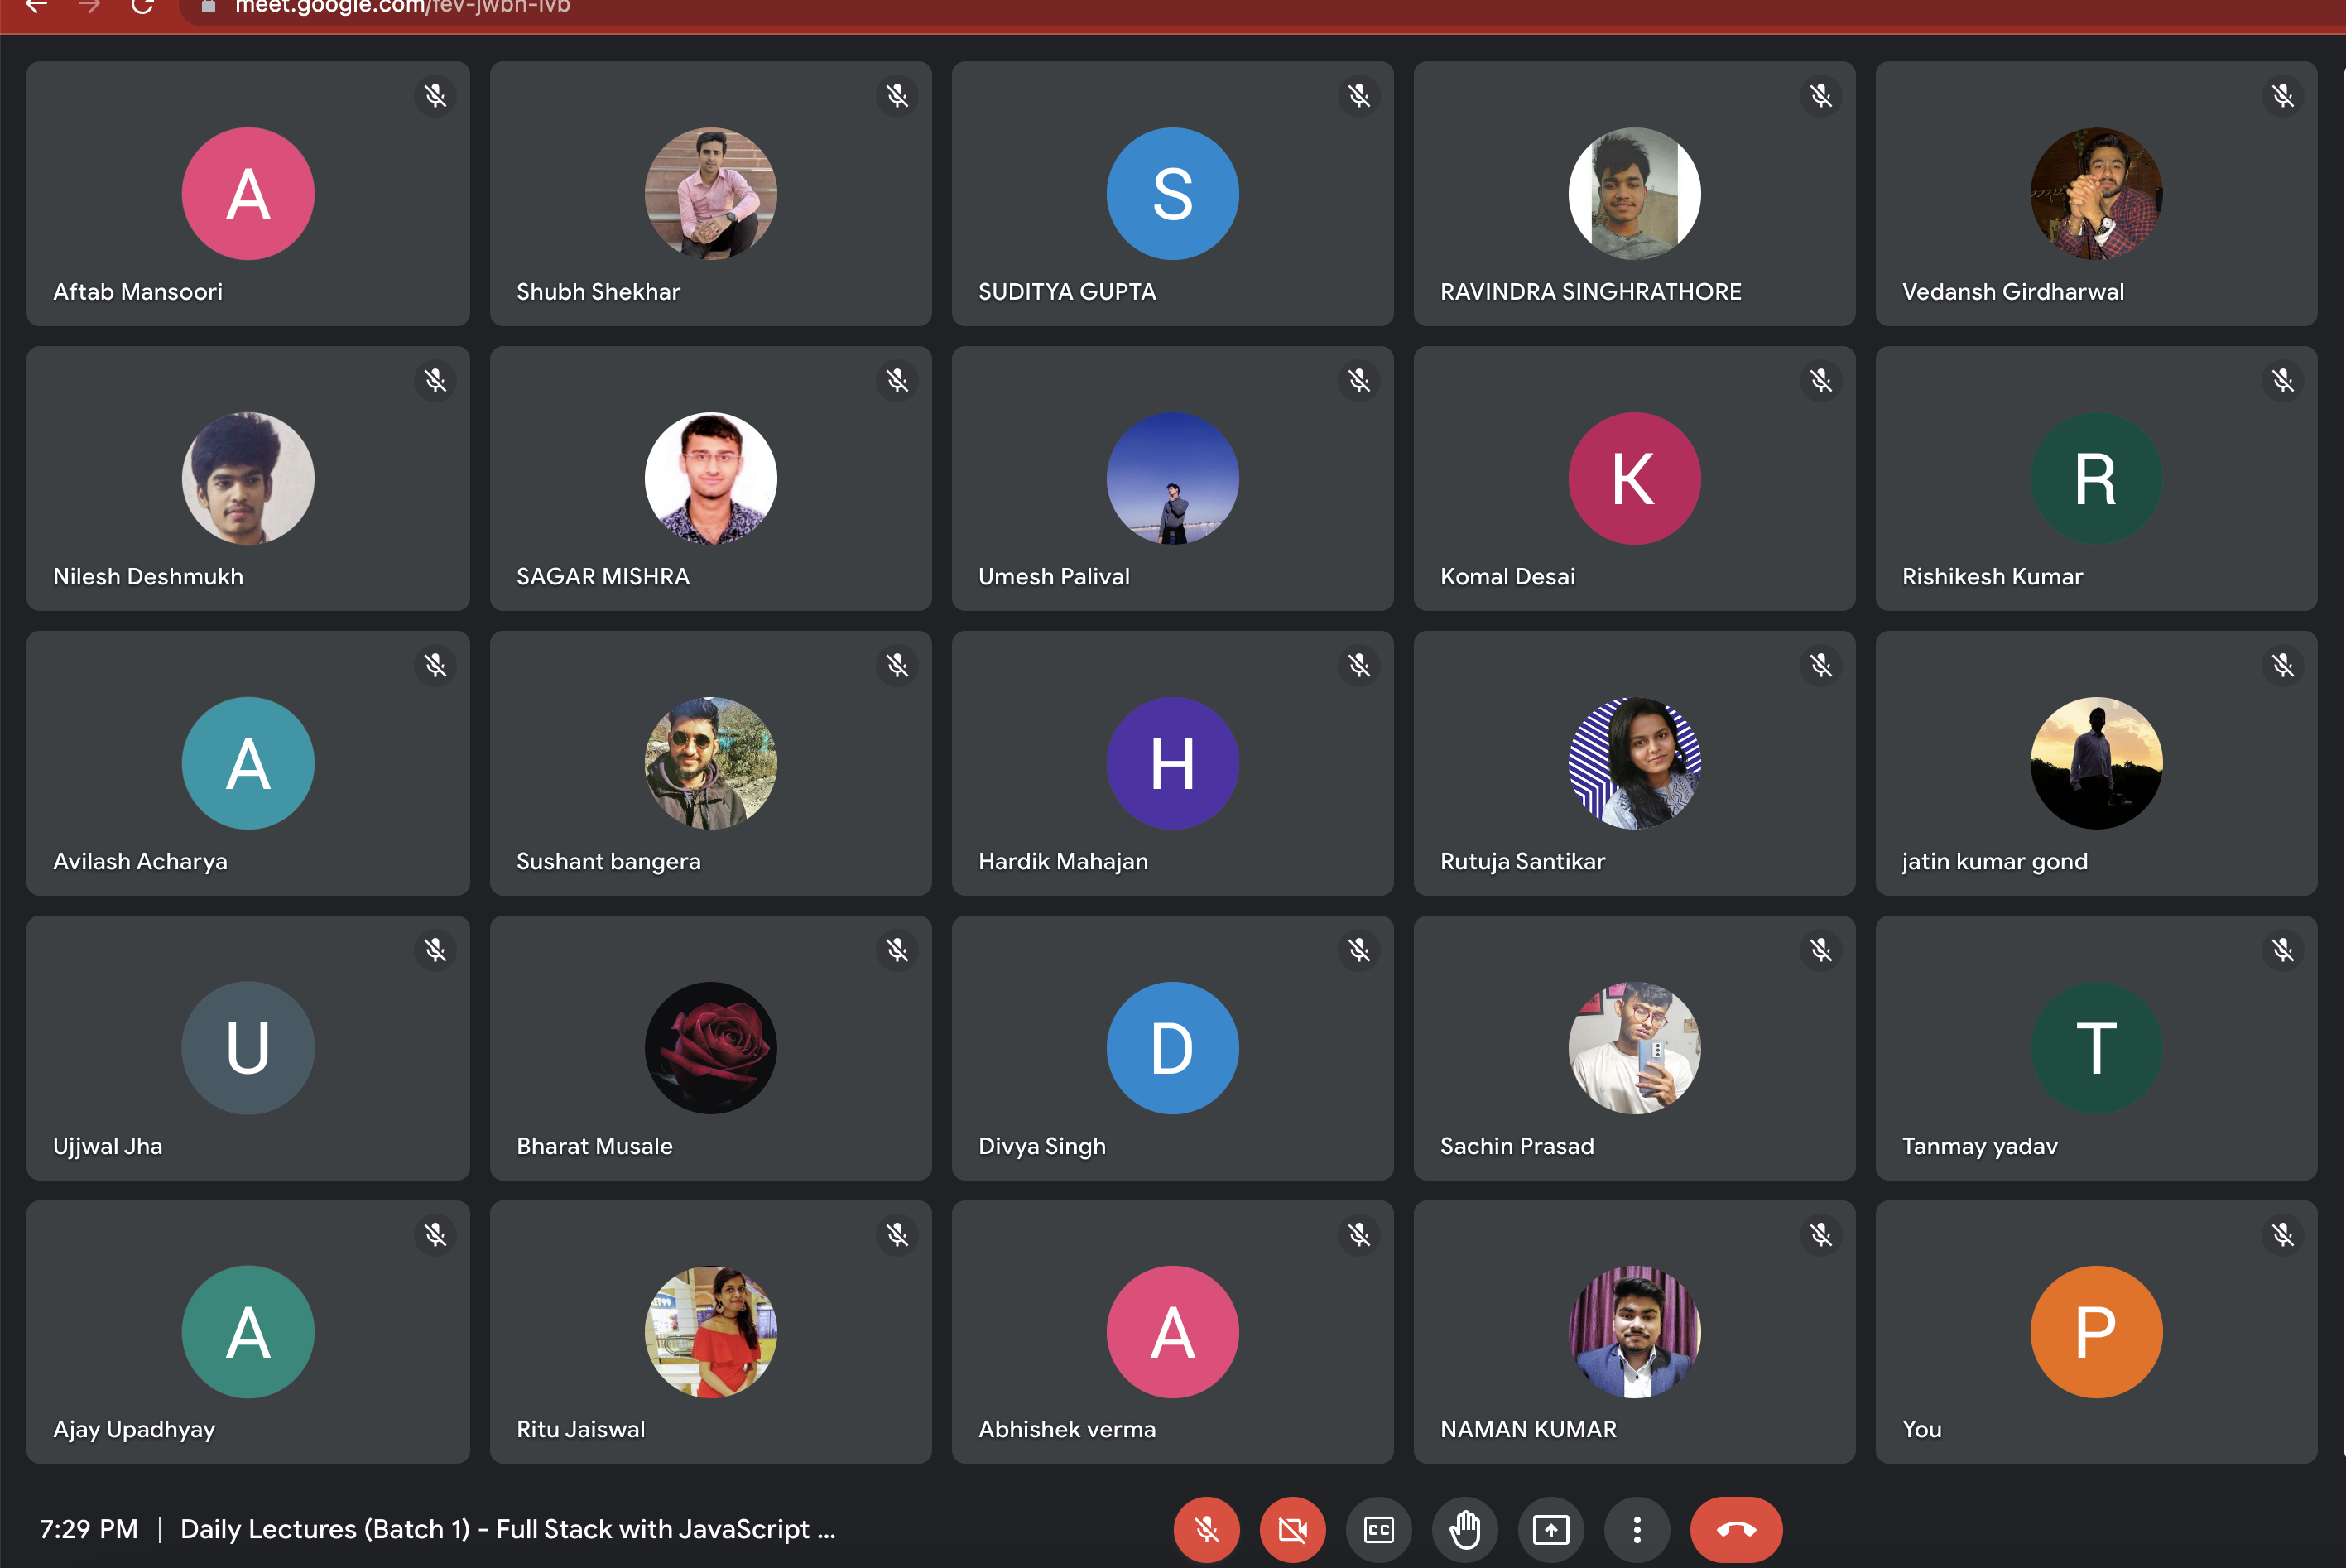 meet.google.com/fev-jwbn-ivb
A
Aftab Mansoori
Shubh Shekhar
S
SUDITYA GUPTA
RAVINDRA SINGHRATHORE
Vedansh Girdharwal
Nilesh Deshmukh
SAGAR MISHRA
Umesh Palival
K
Komal Desai
R
Rishikesh Kumar
A
Avilash Acharya
Sushant bangera
H
Hardik Mahajan
Rutuja Santikar
jatin kumar gond
U
Ujjwal Jha
Bharat Musale
D
Divya Singh
Sachin Prasad
T
Tanmay yadav
A
Ajay Upadhyay
Ritu Jaiswal
A
Abhishek verma
NAMAN KUMAR
P
You
7:29 PM | Daily Lectures (Batch 1) - Full Stack with JavaScript ...
CC